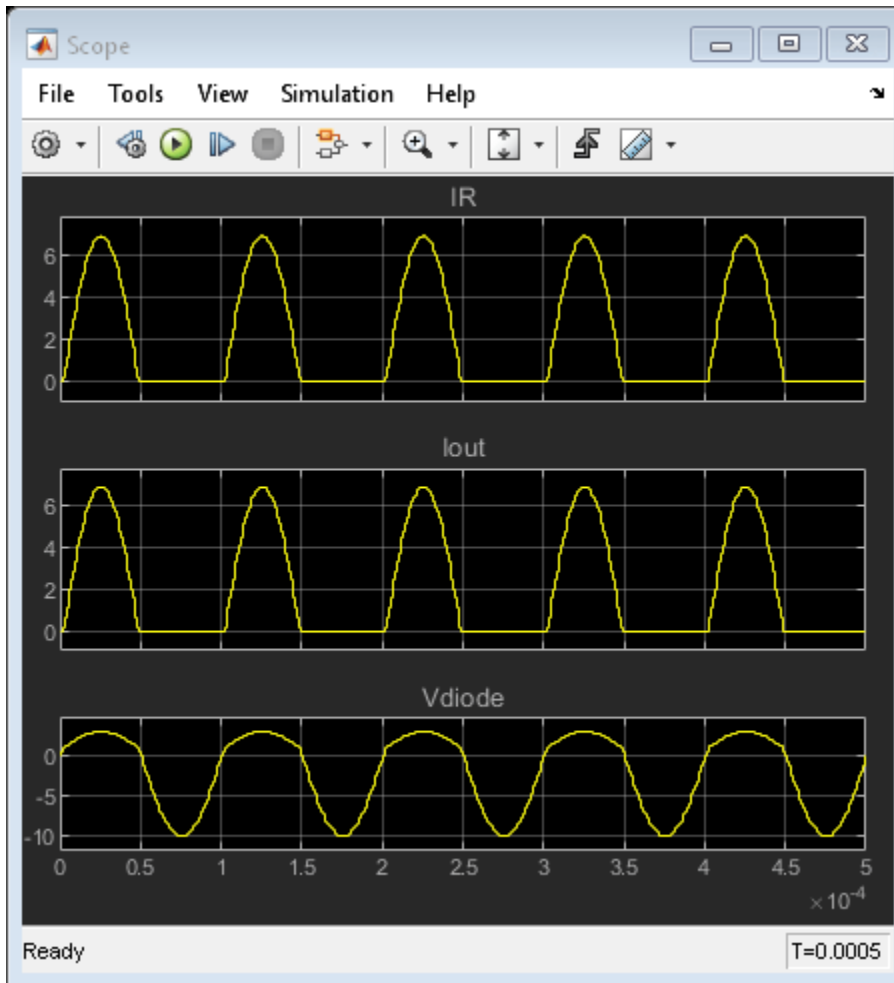 Scope
File Tools View Simulation Help
IR
6
4
2
0
Iout
6
4
2
0
Vdiode
0
-5
-10
0 0.5 1 1.5 2 2.5 3 3.5 4 4.5 5
×10⁻⁴
Ready T=0.0005